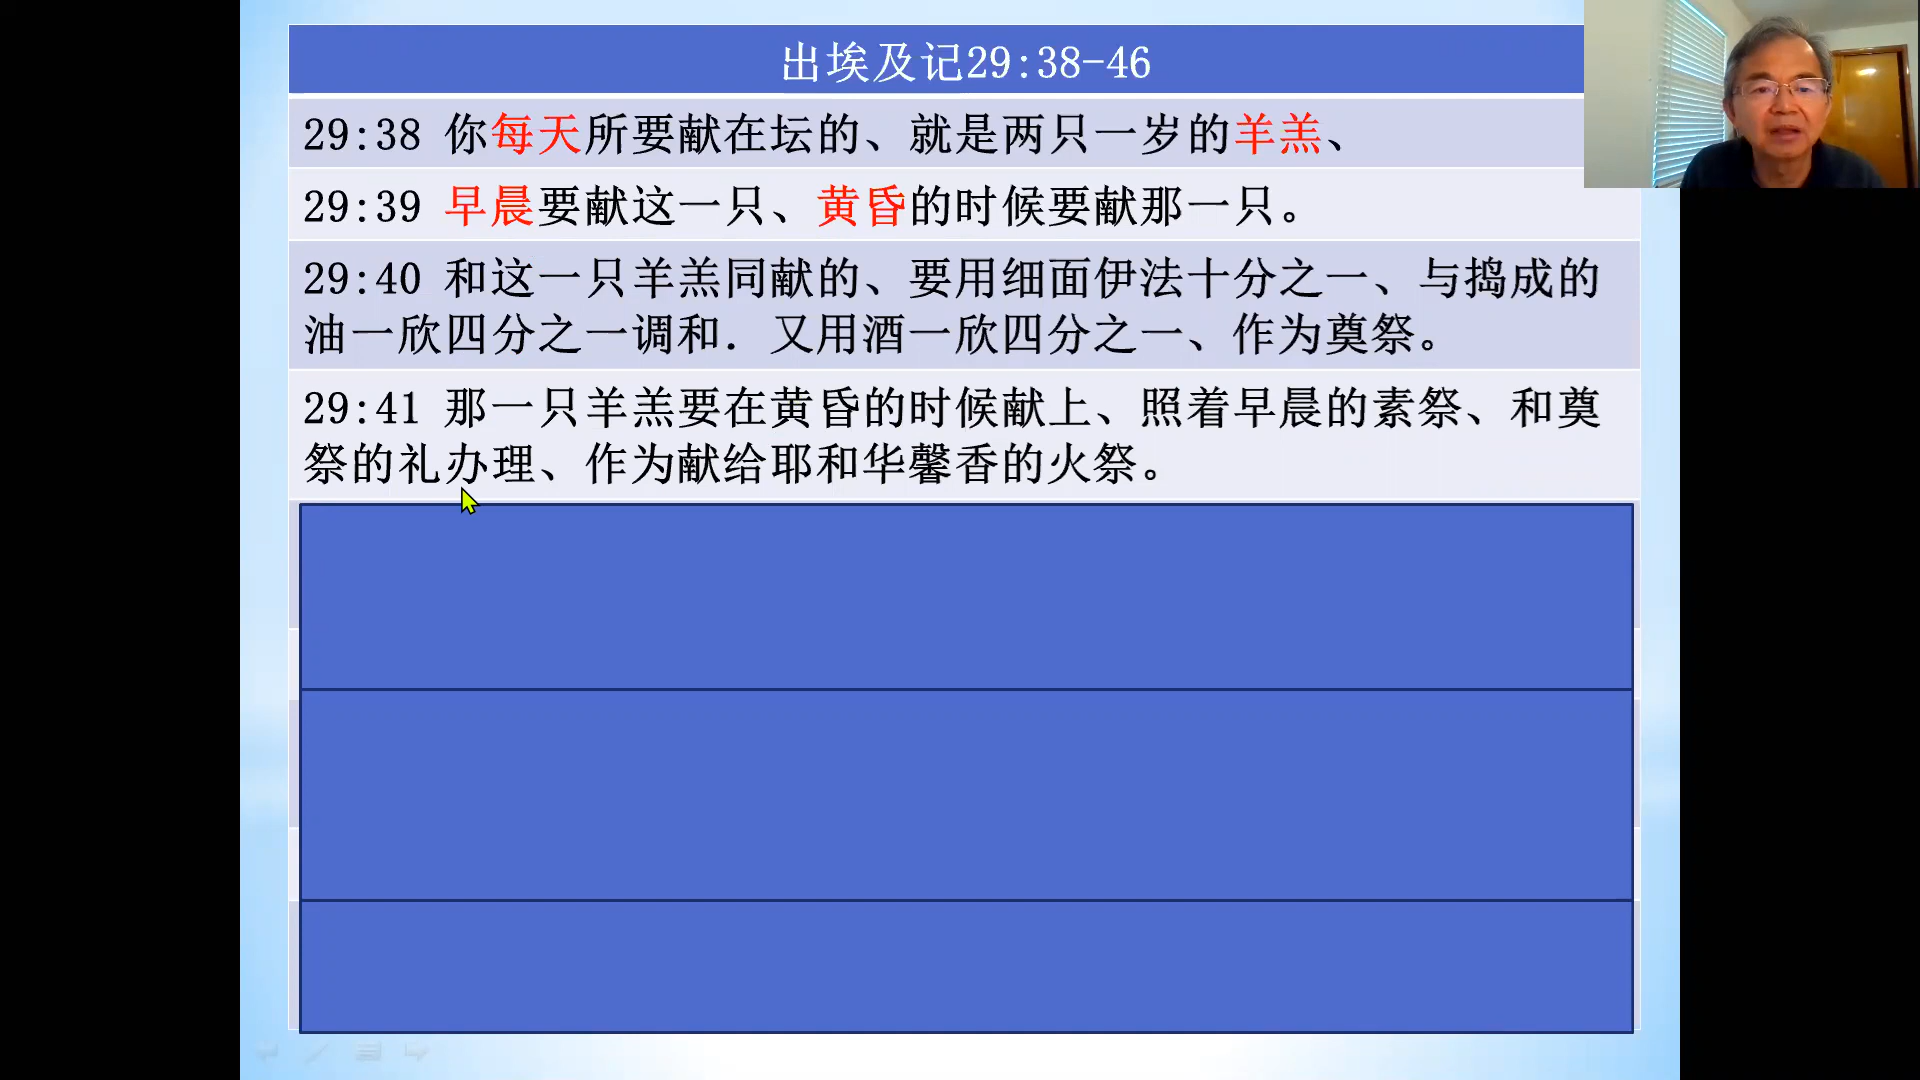 出埃及记29:38-46
29:38 你每天所要献在坛的、就是两只一岁的羊羔、
29:39 早晨要献这一只、黄昏的时候要献那一只。
29:40 和这一只羊羔同献的、要用细面伊法十分之一、与捣成的
油一欣四分之一调和．又用酒一欣四分之一、作为奠祭。
29:41 那一只羊羔要在黄昏的时候献上、照着早晨的素祭、和奠
祭的礼办理、作为献给耶和华馨香的火祭。